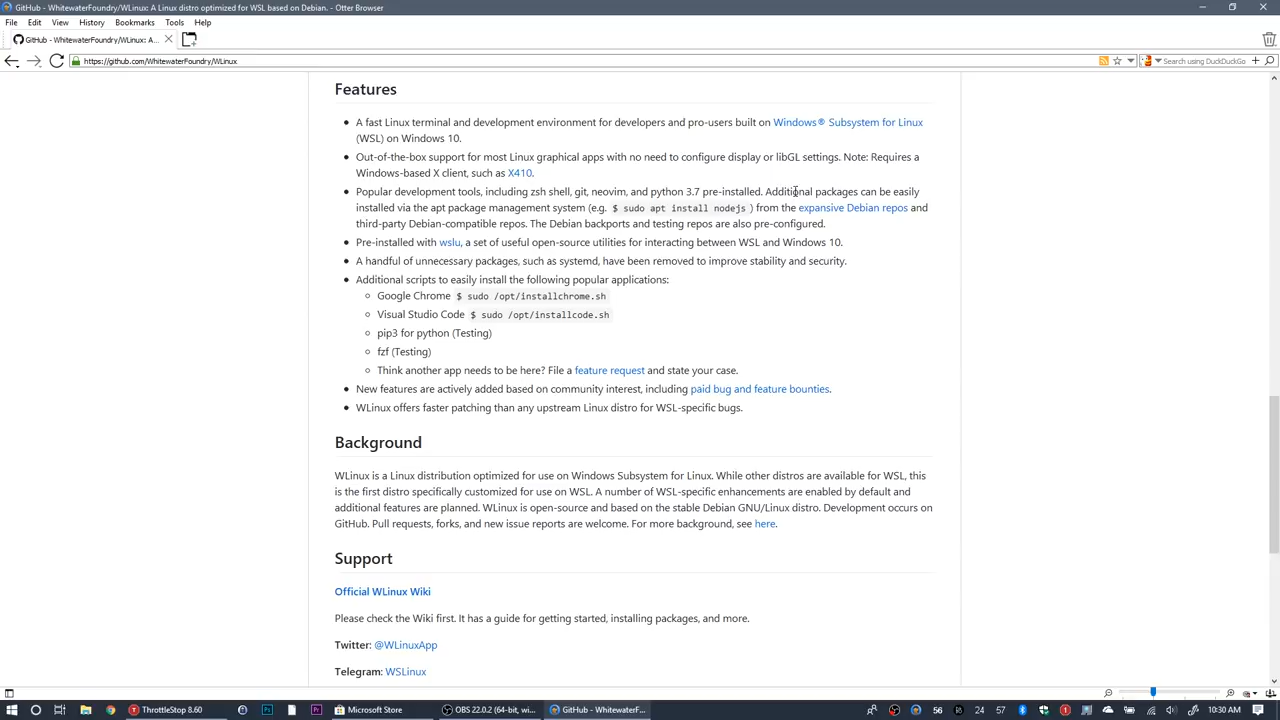 GitHub - WhitewaterFoundry/WLinux: A Linux distro optimized for WSL based on Debian. - Otter Browser
File Edit View History Bookmarks Tools Help
GitHub - WhitewaterFoundry/WLinux: A...
https://github.com/WhitewaterFoundry/WLinux
Search using DuckDuckGo
Features
A fast Linux terminal and development environment for developers and pro-users built on Windows® Subsystem for Linux
(WSL) on Windows 10.
Out-of-the-box support for most Linux graphical apps with no need to configure display or libGL settings. Note: Requires a
Windows-based X client, such as X410.
Popular development tools, including zsh shell, git, neovim, and python 3.7 pre-installed. Additional packages can be easily
installed via the apt package management system (e.g. $ sudo apt install nodejs ) from the expansive Debian repos and
third-party Debian-compatible repos. The Debian backports and testing repos are also pre-configured.
Pre-installed with wslu, a set of useful open-source utilities for interacting between WSL and Windows 10.
A handful of unnecessary packages, such as systemd, have been removed to improve stability and security.
Additional scripts to easily install the following popular applications:
Google Chrome $ sudo /opt/installchrome.sh
Visual Studio Code $ sudo /opt/installcode.sh
pip3 for python (Testing)
fzf (Testing)
Think another app needs to be here? File a feature request and state your case.
New features are actively added based on community interest, including paid bug and feature bounties.
WLinux offers faster patching than any upstream Linux distro for WSL-specific bugs.
Background
WLinux is a Linux distribution optimized for use on Windows Subsystem for Linux. While other distros are available for WSL, this
is the first distro specifically customized for use on WSL. A number of WSL-specific enhancements are enabled by default and
additional features are planned. WLinux is open-source and based on the stable Debian GNU/Linux distro. Development occurs on
GitHub. Pull requests, forks, and new issue reports are welcome. For more background, see here.
Support
Official WLinux Wiki
Please check the Wiki first. It has a guide for getting started, installing packages, and more.
Twitter: @WLinuxApp
Telegram: WSLinux
ThrottleStop 8.60 Microsoft Store OBS 22.0.2 (64-bit, wi... GitHub - WhitewaterF... 56 24 57 10:30 AM